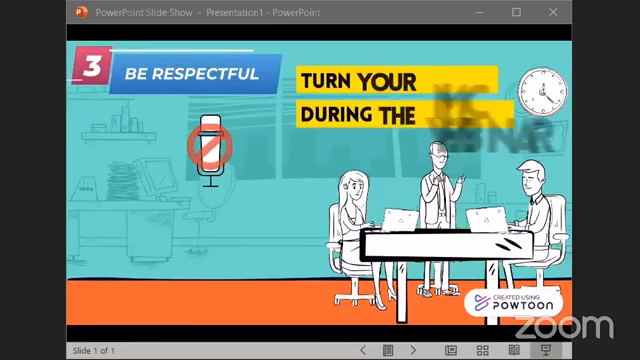 PowerPoint Slide Show - Presentation1 - PowerPoint
3
BE RESPECTFUL
TURN YOUR
DURING THE
CREATED USING
POWTOON
zoom
Slide 1 of 1